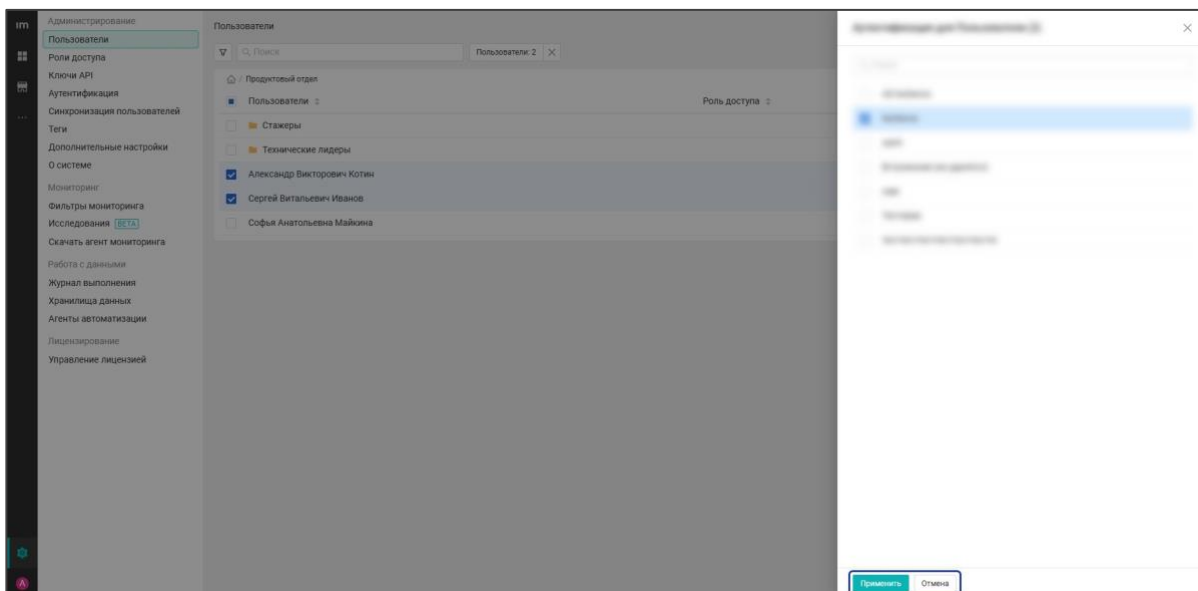 im
Администрирование
Пользователи
Роли доступа
Ключи API
Аутентификация
Синхронизация пользователей
Теги
Дополнительные настройки
О системе
Мониторинг
Фильтры мониторинга
Исследования BETA
Скачать агент мониторинга
Работа с данными
Журнал выполнения
Хранилища данных
Агенты автоматизации
Лицензирование
Управление лицензией
A
Пользователи
Поиск
Пользователи: 2
/ Продуктовый отдел
Пользователи Роль доступа
Стажеры
Технические лидеры
Александр Викторович Котин
Сергей Витальевич Иванов
Софья Анатольевна Майкина
Применить Отмена